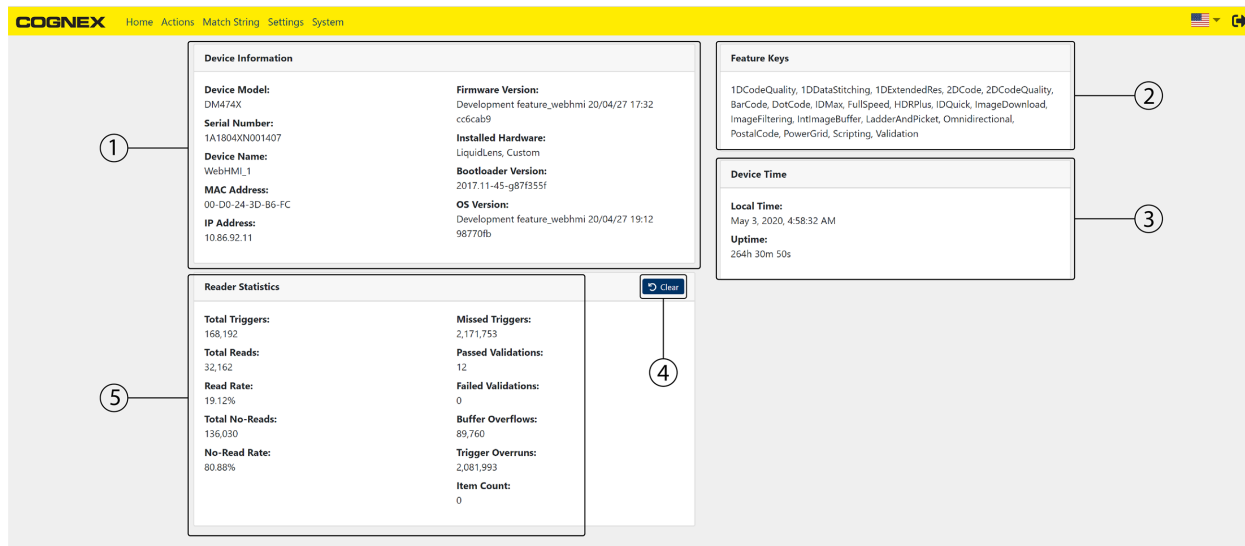 COGNEX Home Actions Match String Settings System
Device Information
Device Model:
DM474X
Serial Number:
1A1804XN001407
Device Name:
WebHMI_1
MAC Address:
00-D0-24-3D-B6-FC
IP Address:
10.86.92.11
Firmware Version:
Development feature_webhmi 20/04/27 17:32
cc6cab9
Installed Hardware:
LiquidLens, Custom
Bootloader Version:
2017.11-45-g87f355f
OS Version:
Development feature_webhmi 20/04/27 19:12
98770fb
1
Feature Keys
1DCodeQuality, 1DDataStitching, 1DExtendedRes, 2DCode, 2DCodeQuality,
BarCode, DotCode, IDMax, FullSpeed, HDRPlus, IDQuick, ImageDownload,
ImageFiltering, IntImageBuffer, LadderAndPicket, Omnidirectional,
PostalCode, PowerGrid, Scripting, Validation
2
Device Time
Local Time:
May 3, 2020, 4:58:32 AM
Uptime:
264h 30m 50s
3
Reader Statistics
Clear
4
Total Triggers:
168,192
Total Reads:
32,162
Read Rate:
19.12%
Total No-Reads:
136,030
No-Read Rate:
80.88%
Missed Triggers:
2,171,753
Passed Validations:
12
Failed Validations:
0
Buffer Overflows:
89,760
Trigger Overruns:
2,081,993
Item Count:
0
5